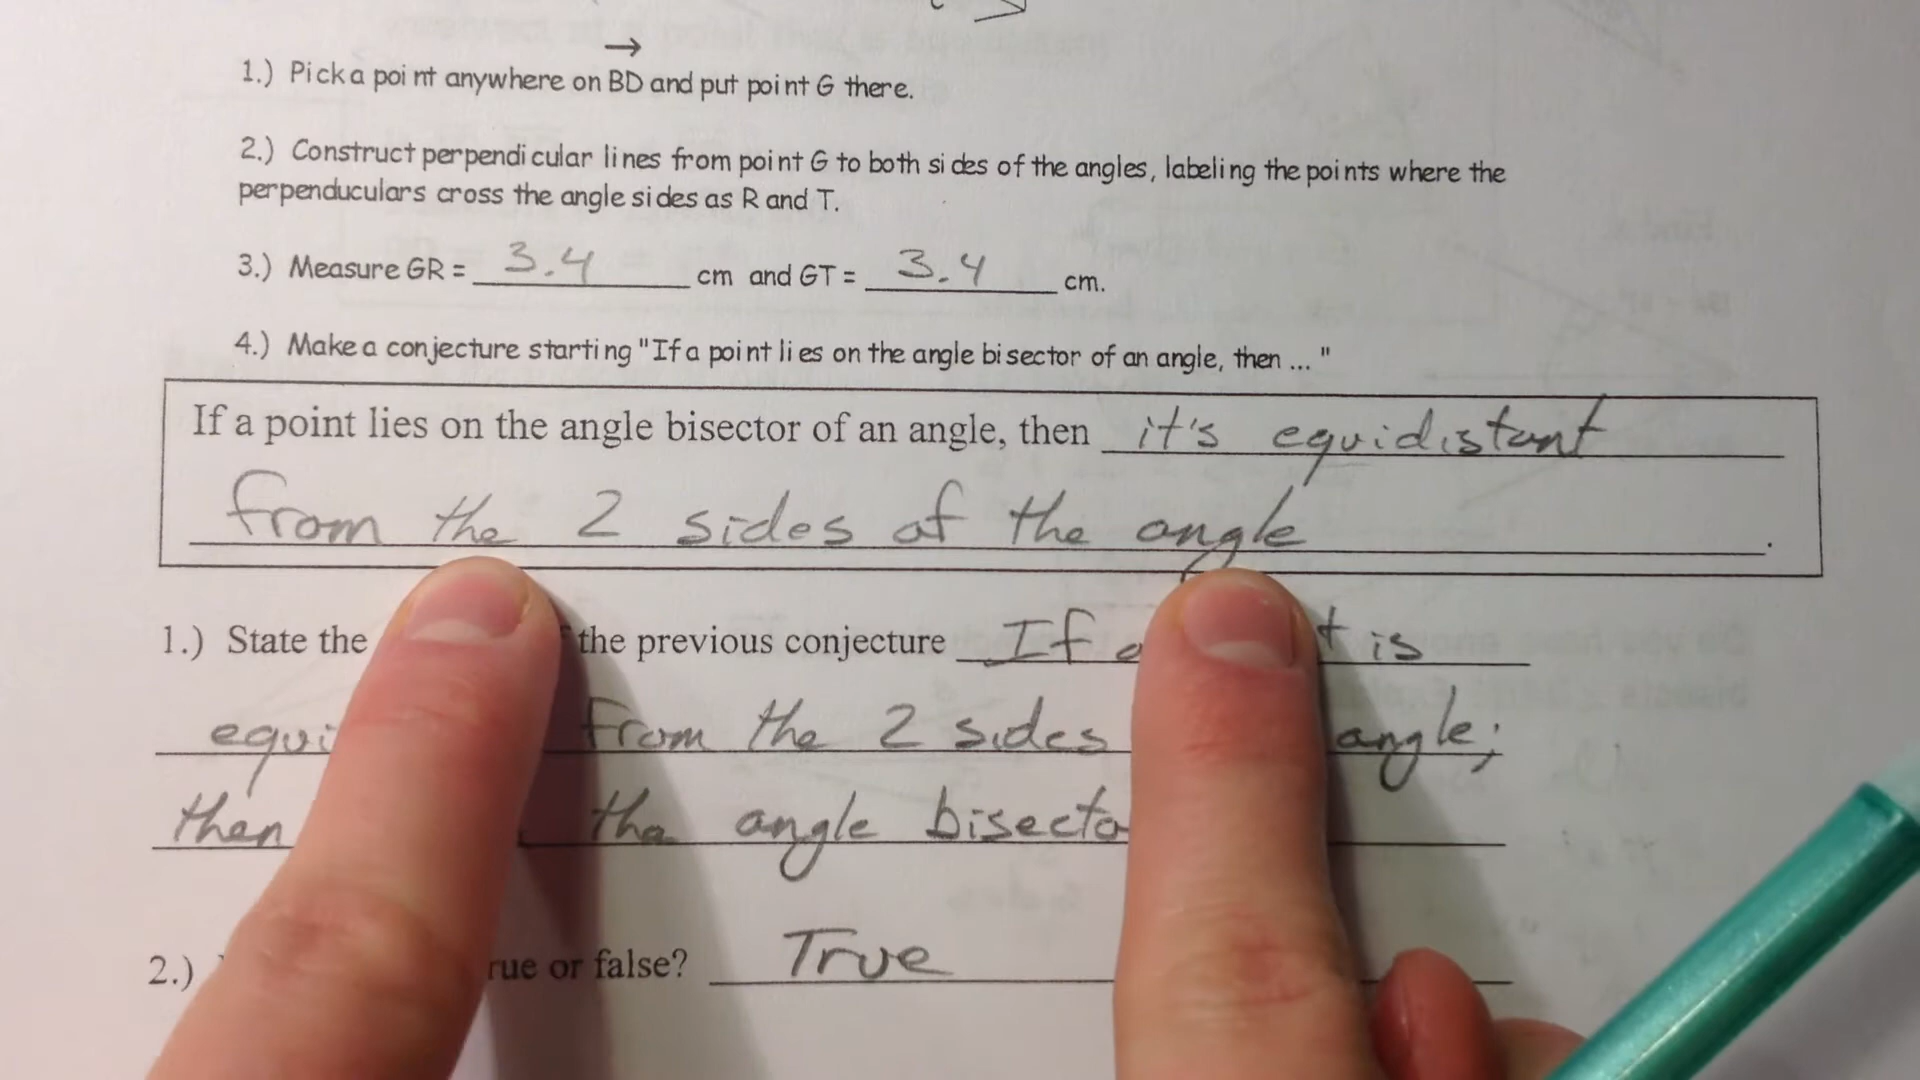 1.) Pick a point anywhere on BD and put point G there.
2.) Construct perpendicular lines from point G to both sides of the angles, labeling the points where the
perpenduculars cross the angle sides as R and T.
3.) Measure GR = 3.4 cm and GT = 3.4 cm.
4.) Make a conjecture starting "If a point lies on the angle bisector of an angle, then ... "
If a point lies on the angle bisector of an angle, then it's equidistant
from the 2 sides of the angle.
1.) State the the previous conjecture If is
from the 2 sides angle;
then the angle bisector
2.) true or false? True